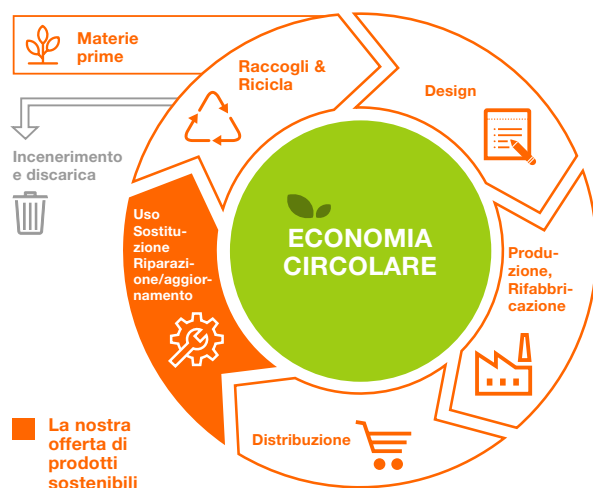 Materie
prime
Raccogli &
Ricicla
Design
Incenerimento
e discarica
Uso
Sostitu-
zione
Riparazi-
one/aggior-
namento
ECONOMIA
CIRCOLARE
Produ-
zione,
Rifabbri-
cazione
Distribuzione
La nostra
offerta di
prodotti
sostenibili